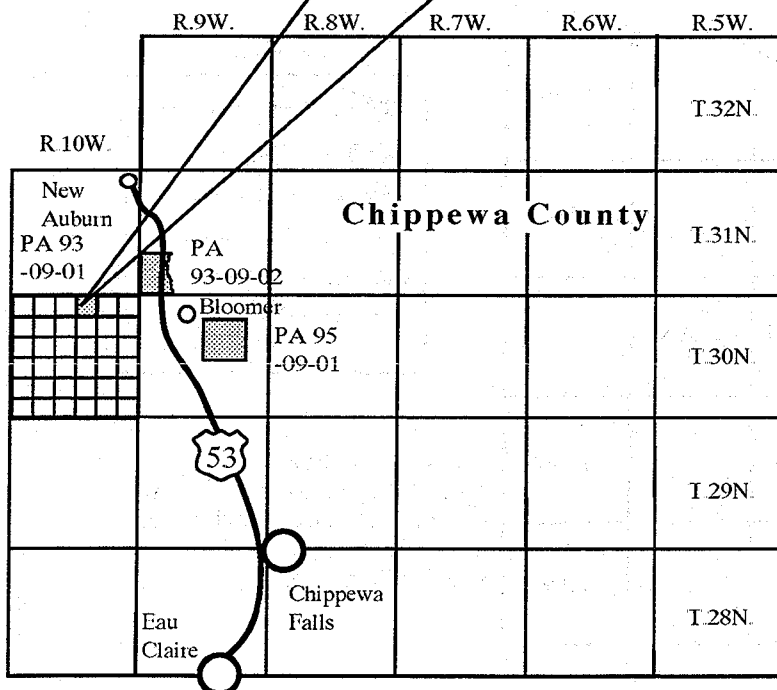 R.9W.
R.8W.
R.7W.
R.6W.
R.5W.
T.32N.
R.10W.
New
Auburn
Chippewa County
T.31N.
PA 93
-09-01
PA
93-09-02
Bloomer
PA 95
-09-01
T.30N.
53
T.29N.
Chippewa
Falls
Eau
Claire
T.28N.